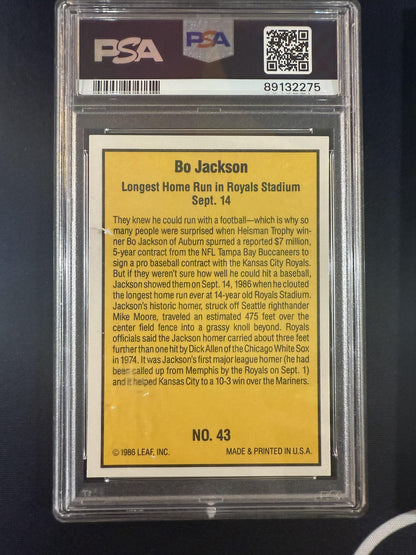 PSA
PSA
89132275
Bo Jackson
Longest Home Run in Royals Stadium
Sept. 14
They knew he could run with a football—which is why so
many people were surprised when Heisman Trophy win-
ner Bo Jackson of Auburn spurned a reported $7 million,
5-year contract from the NFL Tampa Bay Buccaneers to
sign a pro baseball contract with the Kansas City Royals.
But if they weren't sure how well he could hit a baseball,
Jackson showed them on Sept. 14, 1986 when he clouted
the longest home run ever at 14-year old Royals Stadium.
Jackson's historic homer, struck off Seattle righthander
Mike Moore, traveled an estimated 475 feet over the
center field fence into a grassy knoll beyond. Royals
officials said the Jackson homer carried about three feet
further than one hit by Dick Allen of the Chicago White Sox
in 1974. It was Jackson's first major league homer (he had
been called up from Memphis by the Royals on Sept. 1)
and it helped Kansas City to a 10-3 win over the Mariners.
NO. 43
© 1986 LEAF, INC. MADE & PRINTED IN U.S.A.